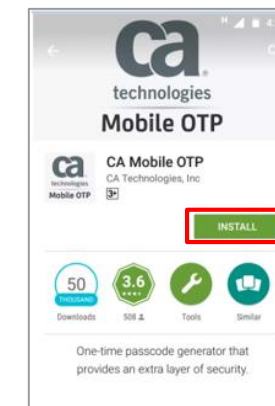 H
ca
technologies
Mobile OTP
ca
technologies
Mobile OTP
CA Mobile OTP
CA Technologies, Inc
3+
INSTALL
50
THOUSAND
3.6
Downloads
508
Tools
Similar
One-time passcode generator that
provides an extra layer of security.